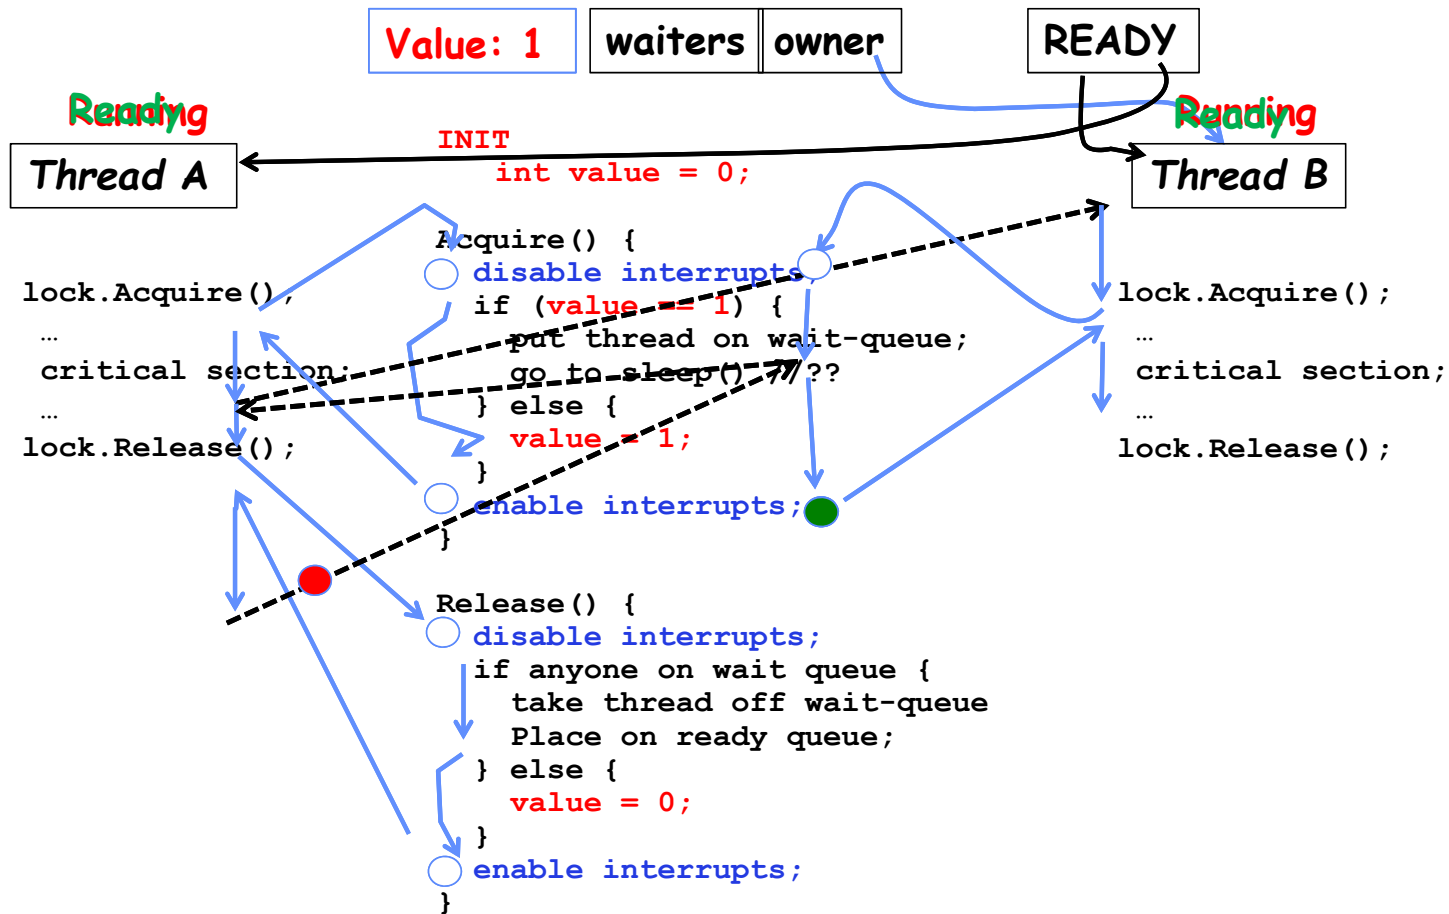 Value: 1
waiters
owner
READY
Running
Ready
Running
Ready
Thread A
INIT
int value = 0;
Thread B
Acquire() {
disable interrupts;
if (value == 1) {
put thread on wait-queue;
go to sleep() //??
} else {
value = 1;
}
enable interrupts;
}
lock.Acquire();
…
critical section;
…
lock.Release();
lock.Acquire();
…
critical section;
…
lock.Release();
Release() {
disable interrupts;
if anyone on wait queue {
take thread off wait-queue
Place on ready queue;
} else {
value = 0;
}
enable interrupts;
}